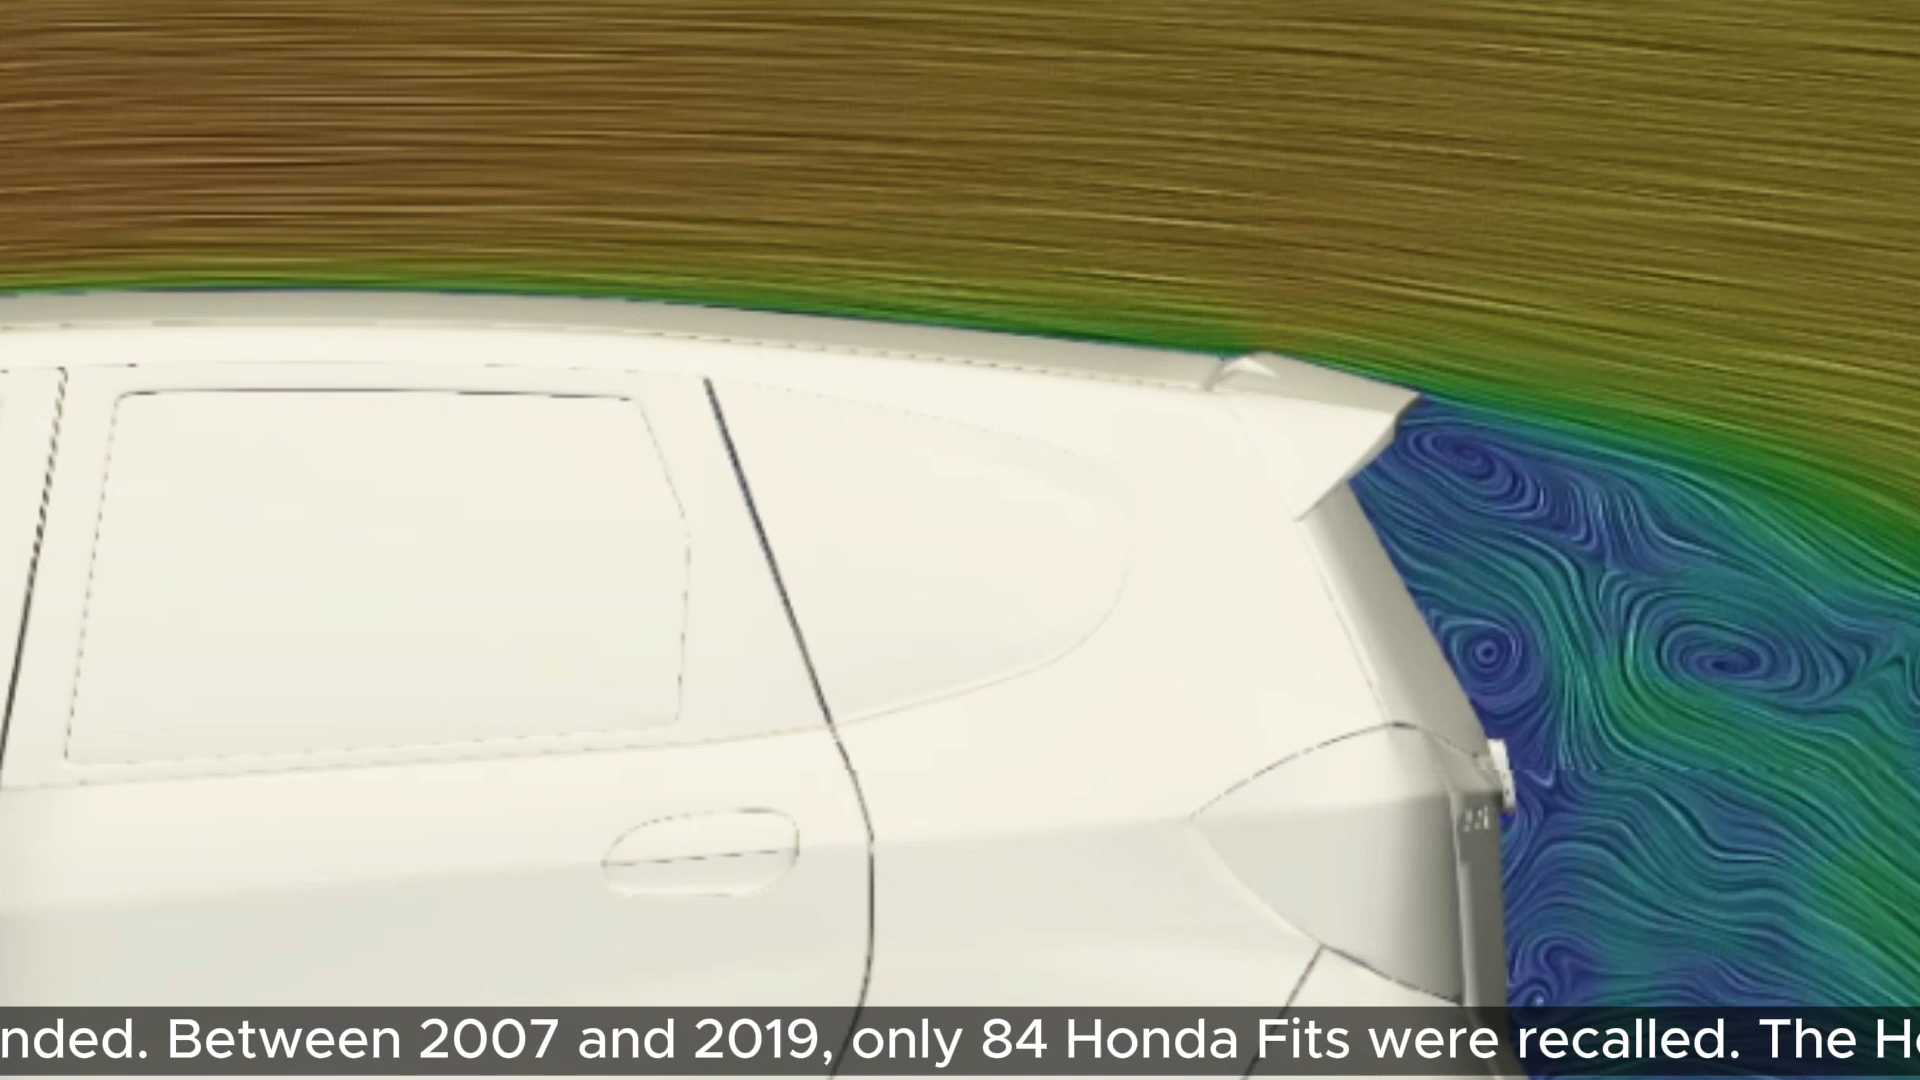 nded. Between 2007 and 2019, only 84 Honda Fits were recalled. The H